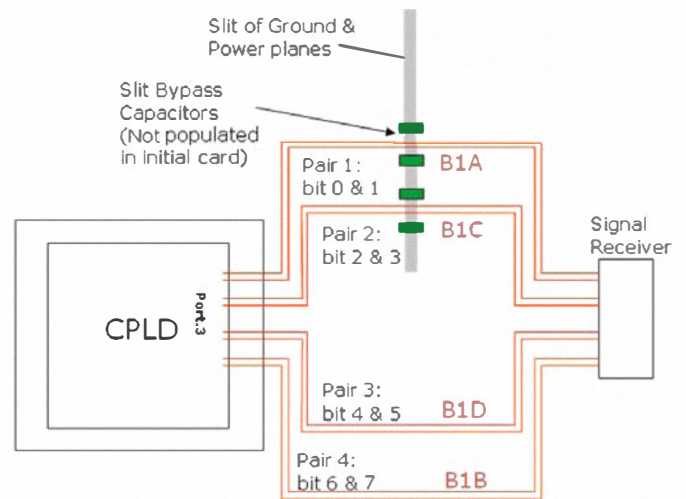 Slit of Ground &
Power planes
Slit Bypass
Capacitors
(Not populated
in Initial card)
Pair 1:
bit 0 & 1
B1A
Pair 2:
bit 2 & 3
B1C
Signal
Receiver
CPLD
Port.3
Pair 3:
bit 4 & 5
B1D
Pair 4:
bit 6 & 7
B1B